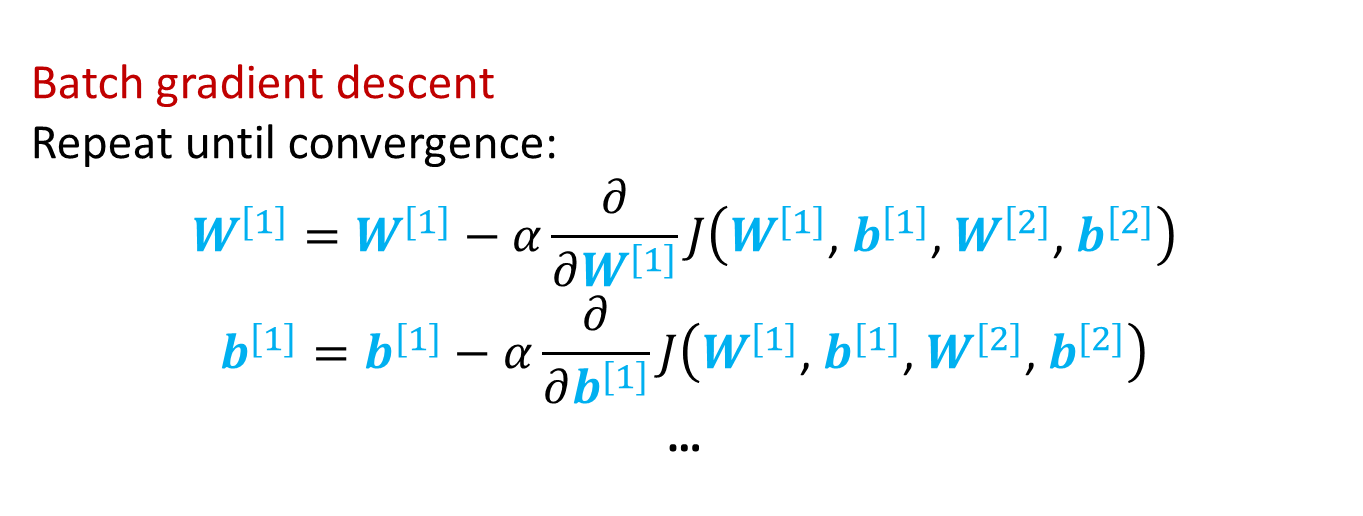 Batch gradient descent
Repeat until convergence:
𝑾^[1] = 𝑾^[1] − α ∂/∂𝑾^[1] J(𝑾^[1], 𝒃^[1], 𝑾^[2], 𝒃^[2])
𝒃^[1] = 𝒃^[1] − α ∂/∂𝒃^[1] J(𝑾^[1], 𝒃^[1], 𝑾^[2], 𝒃^[2])
...